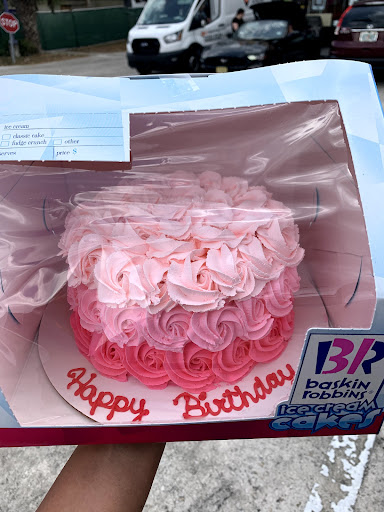 STOP
ice cream
classic cake
fudge crunch other
serves price $
Happy Birthday
BR
baskin
robbins
Ice Cream
Cakes